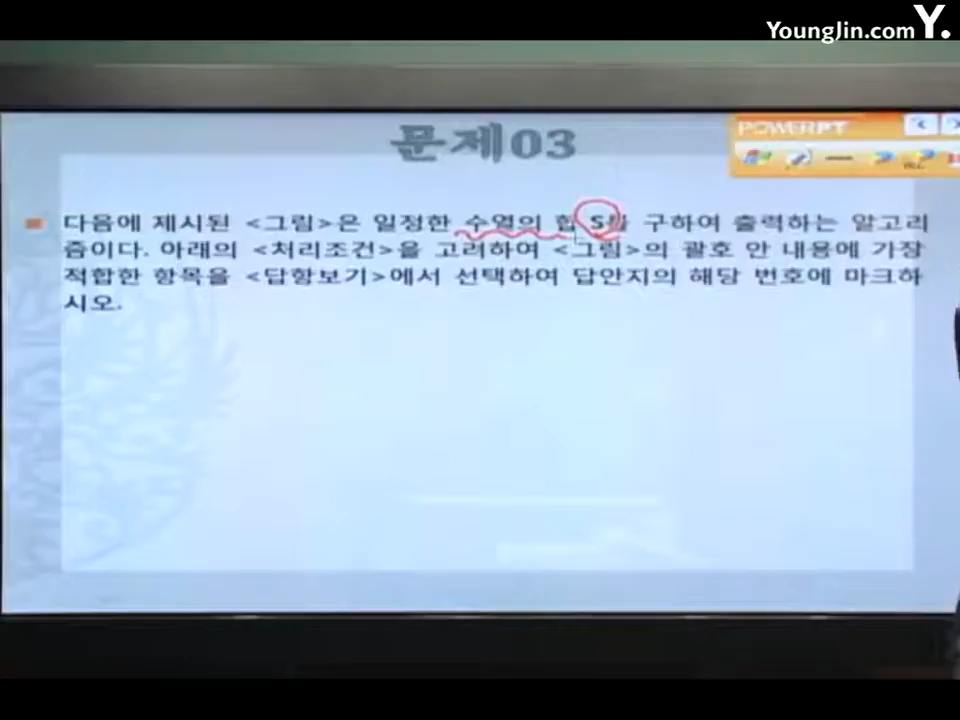 YoungJin.com Y.
문제03
POWERPT
다음에 제시된 <그림>은 일정한 수열의 합 S를 구하여 출력하는 알고리
즘이다. 아래의 <처리조건>을 고려하여 <그림>의 괄호 안 내용에 가장
적합한 항목을 <답항보기>에서 선택하여 답안지의 해당 번호에 마크하
시오.